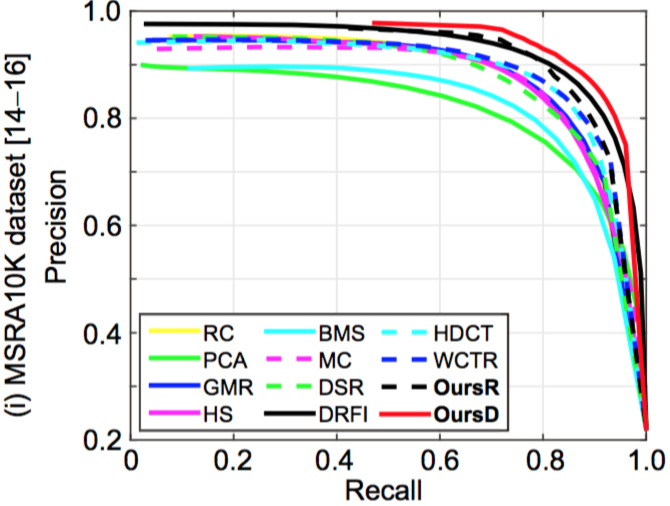 (i) MSRA10K dataset [14–16]
Precision
1.0
0.8
0.6
0.4
0.2
RC BMS HDCT
PCA MC WCTR
GMR DSR OursR
HS DRFI OursD
0 0.2 0.4 0.6 0.8 1.0
Recall